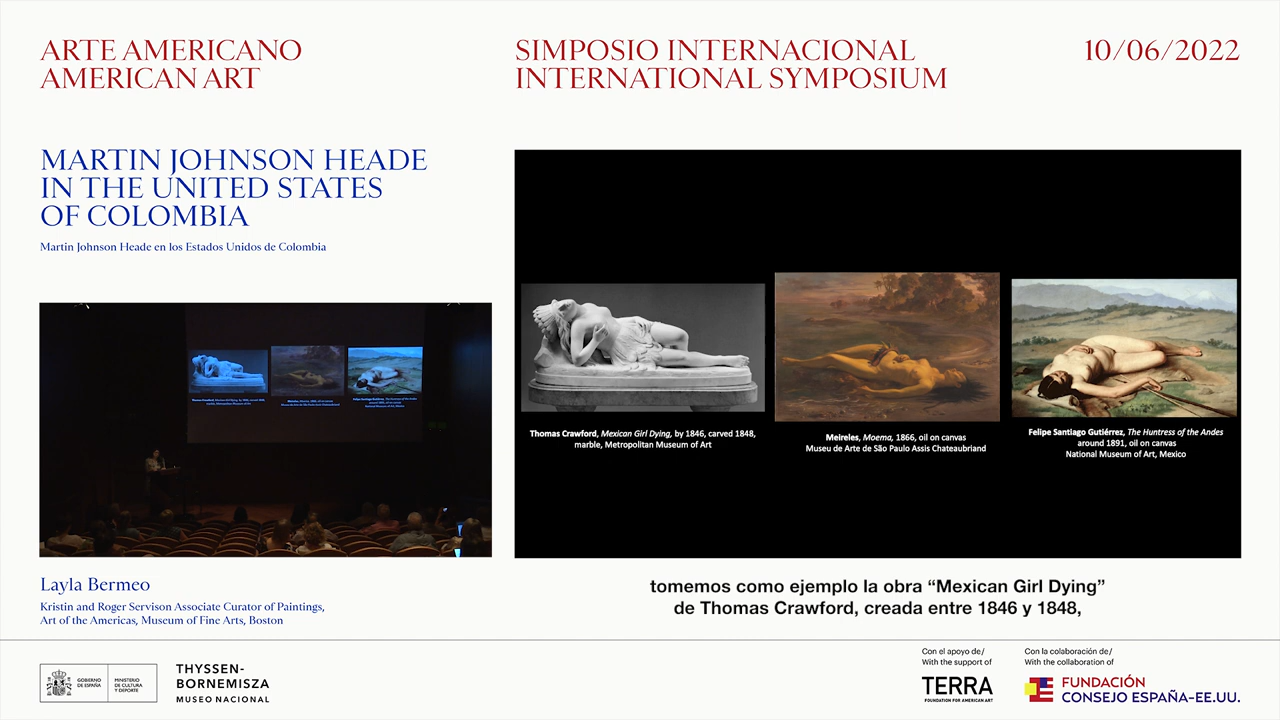 ARTE AMERICANO
AMERICAN ART
SIMPOSIO INTERNACIONAL
INTERNATIONAL SYMPOSIUM
10/06/2022
MARTIN JOHNSON HEADE
IN THE UNITED STATES
OF COLOMBIA
Martin Johnson Heade en los Estados Unidos de Colombia
Thomas Crawford, Mexican Girl Dying, by 1846, carved 1848,
marble, Metropolitan Museum of Art
Meireles, Moema, 1866, oil on canvas
Museu de Arte de São Paulo Assis Chateaubriand
Felipe Santiago Gutiérrez, The Huntress of the Andes
around 1891, oil on canvas
National Museum of Art, Mexico
Layla Bermeo
Kristin and Roger Servison Associate Curator of Paintings,
Art of the Americas, Museum of Fine Arts, Boston
tomemos como ejemplo la obra “Mexican Girl Dying”
de Thomas Crawford, creada entre 1846 y 1848,
GOBIERNO
DE ESPAÑA
MINISTERIO
DE CULTURA
Y DEPORTE
THYSSEN-
BORNEMISZA
MUSEO NACIONAL
Con el apoyo de/
With the support of
TERRA
FOUNDATION FOR AMERICAN ART
Con la colaboración de/
With the collaboration of
FUNDACIÓN
CONSEJO ESPAÑA-EE.UU.